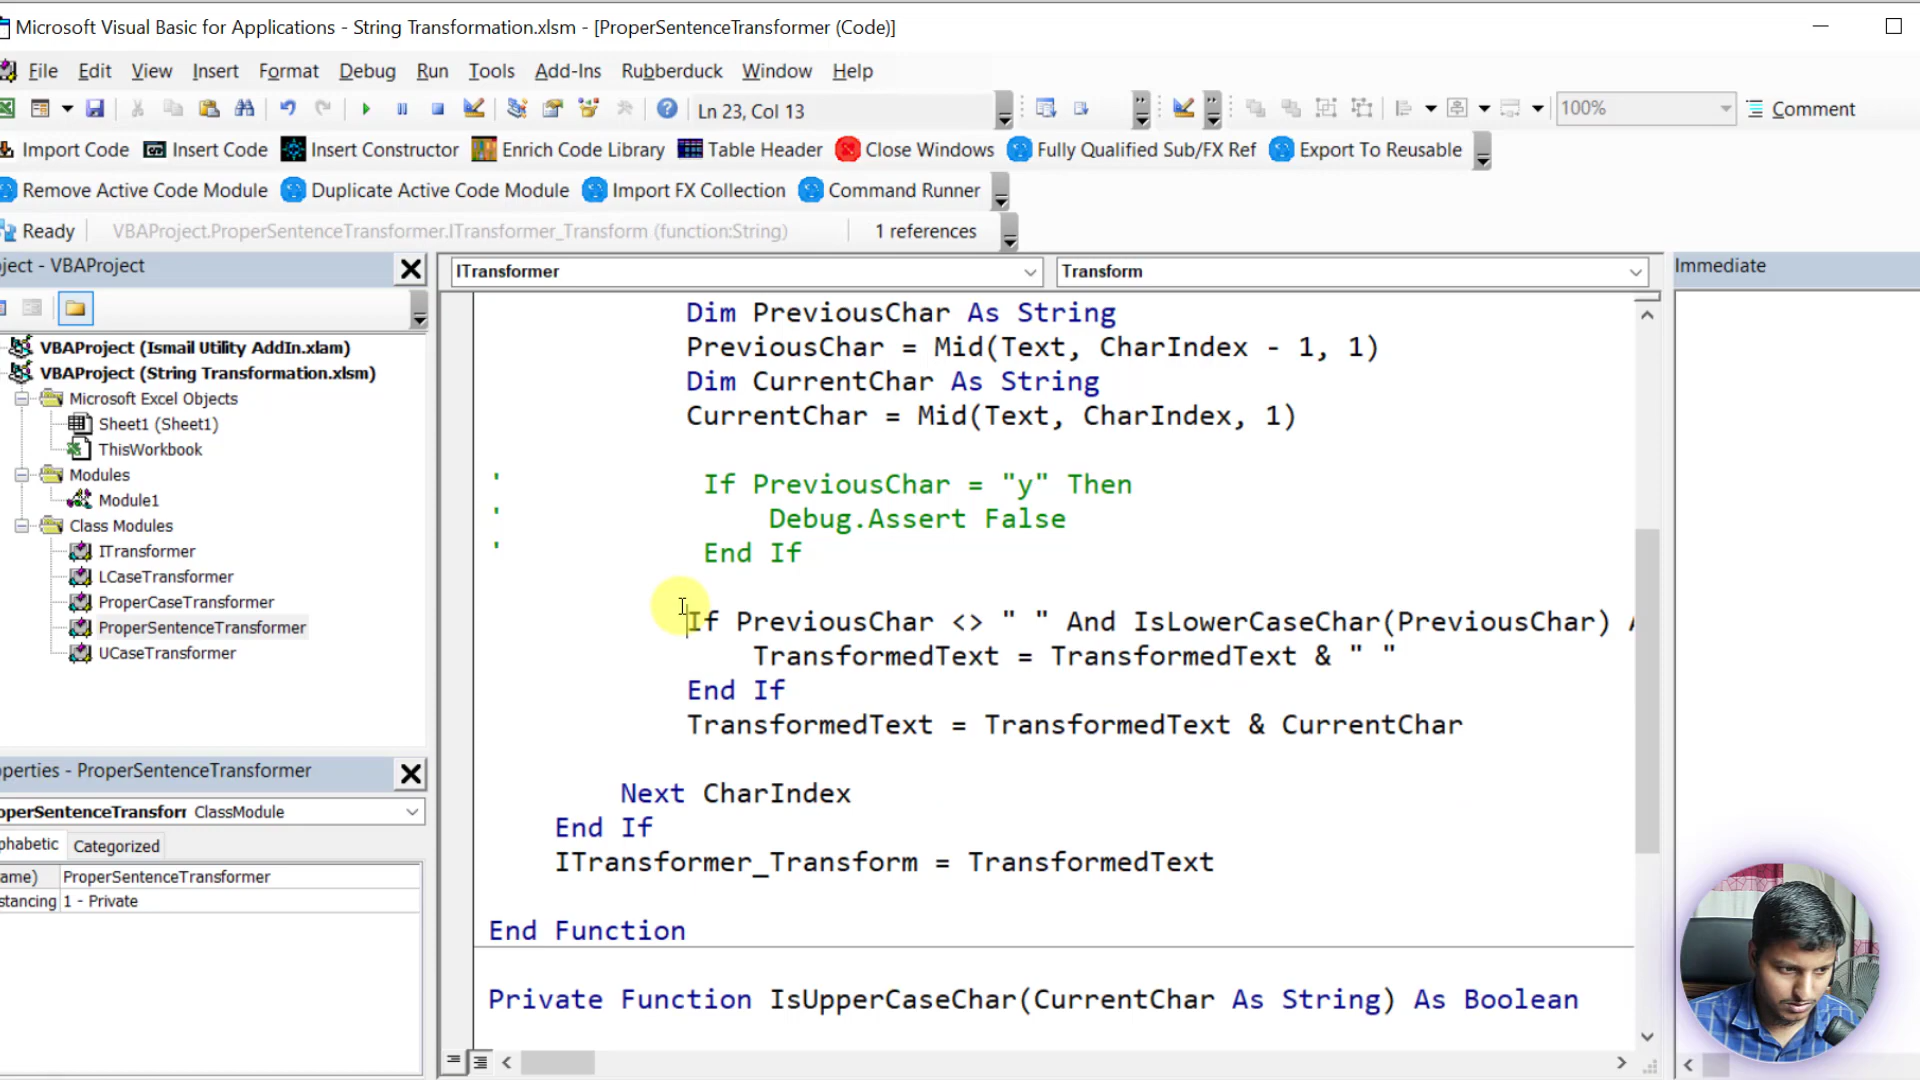 Microsoft Visual Basic for Applications - String Transformation.xlsm - [ProperSentenceTransformer (Code)]
File Edit View Insert Format Debug Run Tools Add-Ins Rubberduck Window Help
Ln 23, Col 13
100%
Comment
Import Code Insert Code Insert Constructor Enrich Code Library Table Header Close Windows Fully Qualified Sub/FX Ref Export To Reusable
Remove Active Code Module Duplicate Active Code Module Import FX Collection Command Runner
Ready VBAProject.ProperSentenceTransformer.ITransformer_Transform (function:String) 1 references
ject - VBAProject
VBAProject (Ismail Utility AddIn.xlam)
VBAProject (String Transformation.xlsm)
Microsoft Excel Objects
Sheet1 (Sheet1)
ThisWorkbook
Modules
Module1
Class Modules
ITransformer
LCaseTransformer
ProperCaseTransformer
ProperSentenceTransformer
UCaseTransformer
perties - ProperSentenceTransformer
operSentenceTransforr ClassModule
phabetic Categorized
ame) ProperSentenceTransformer
stancing 1 - Private
ITransformer Transform
Dim PreviousChar As String
PreviousChar = Mid(Text, CharIndex - 1, 1)
Dim CurrentChar As String
CurrentChar = Mid(Text, CharIndex, 1)
' If PreviousChar = "y" Then
' Debug.Assert False
' End If
If PreviousChar <> " " And IsLowerCaseChar(PreviousChar)
TransformedText = TransformedText & " "
End If
TransformedText = TransformedText & CurrentChar
Next CharIndex
End If
ITransformer_Transform = TransformedText
End Function
Private Function IsUpperCaseChar(CurrentChar As String) As Boolean
Immediate